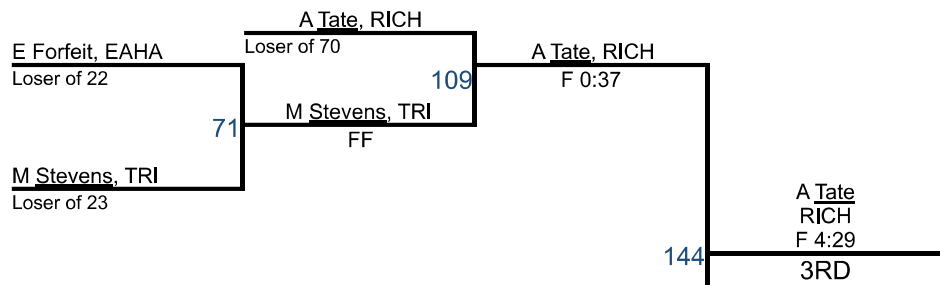 A Tate, RICH
Loser of 70
E Forfeit, EAHA
Loser of 22
A Tate, RICH
F 0:37
109
M Stevens, TRI
FF
71
M Stevens, TRI
Loser of 23
A Tate
RICH
F 4:29
3RD
144